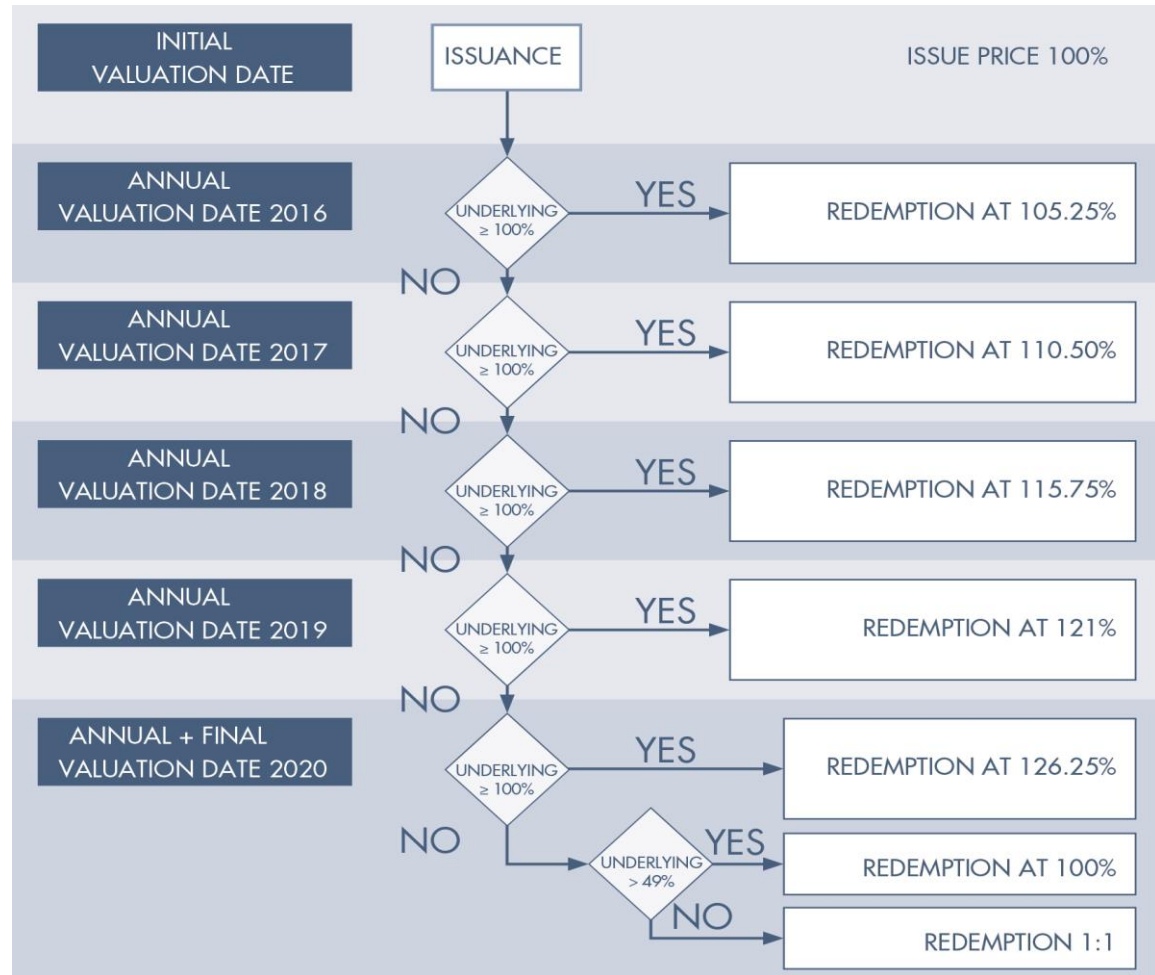 INITIAL
VALUATION DATE
ISSUANCE
ISSUE PRICE 100%
ANNUAL
VALUATION DATE 2016
UNDERLYING
≥ 100%
YES
REDEMPTION AT 105.25%
NO
ANNUAL
VALUATION DATE 2017
UNDERLYING
≥ 100%
YES
REDEMPTION AT 110.50%
NO
ANNUAL
VALUATION DATE 2018
UNDERLYING
≥ 100%
YES
REDEMPTION AT 115.75%
NO
ANNUAL
VALUATION DATE 2019
UNDERLYING
≥ 100%
YES
REDEMPTION AT 121%
NO
ANNUAL + FINAL
VALUATION DATE 2020
UNDERLYING
≥ 100%
YES
REDEMPTION AT 126.25%
NO
UNDERLYING
> 49%
YES
REDEMPTION AT 100%
NO
REDEMPTION 1:1